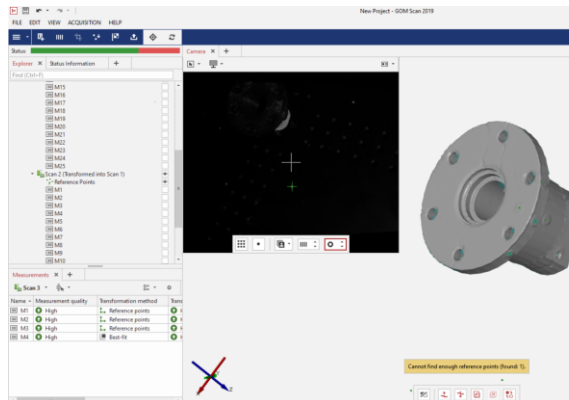 New Project - GOM Scan 2019
FILE EDIT VIEW ACQUISITION HELP
Status
Explorer Status Information +
Find (Ctrl+F)
M15
M16
M17
M18
M19
M20
M21
M22
M23
M24
M25
Scan 2 (Transformed into Scan 1)
Reference Points
M1
M2
M3
M4
M5
M6
M7
M8
M9
M10
Measurements +
Scan 3
Name Measurement quality Transformation method
M1 High Reference points
M2 High Reference points
M3 High Reference points
M4 High Best-fit
Camera +
Cannot find enough reference points (found: 1).